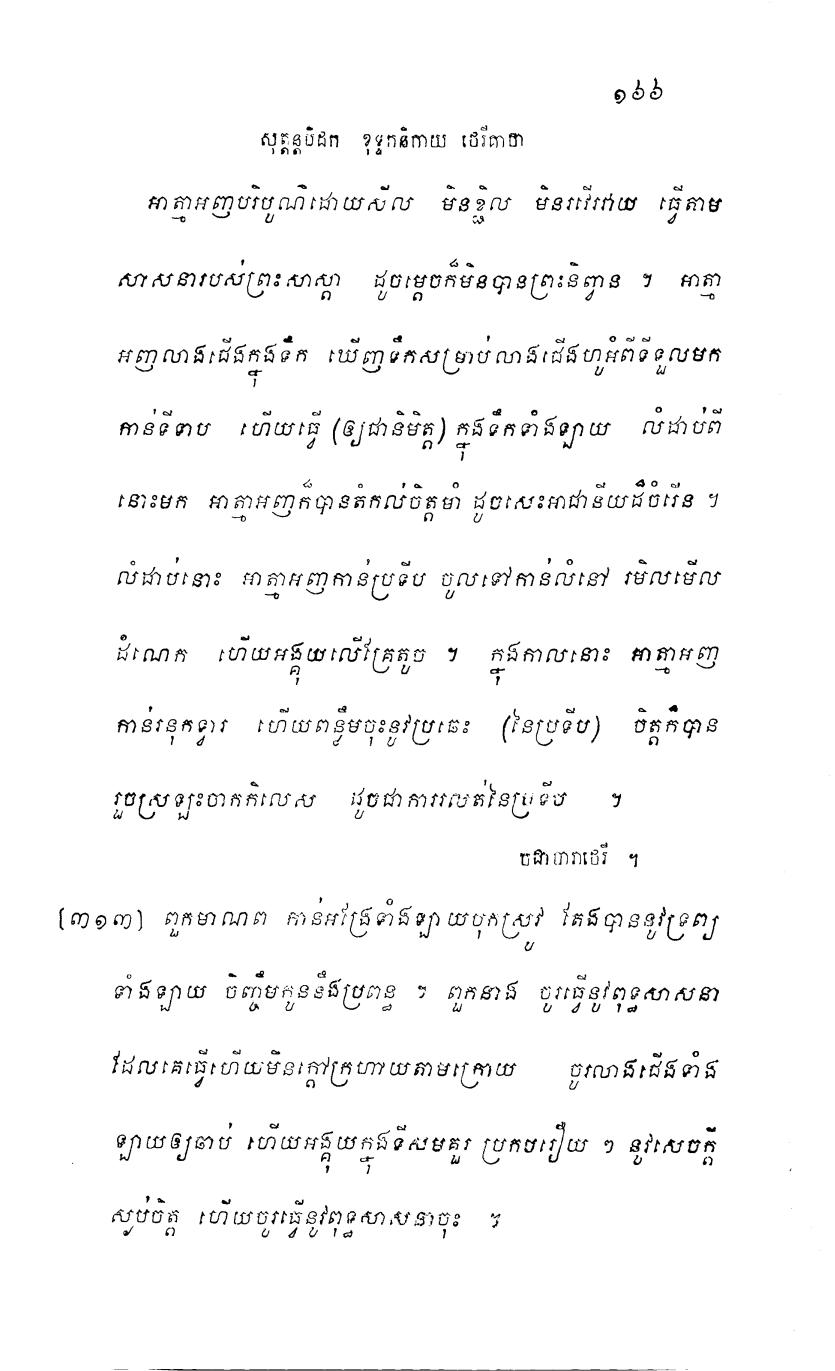 ១៦៦
សុត្តន្តបិដក ខុទ្ទកនិកាយ ថេរីគាថា
អាត្មាអញបរិបូណ៌ដោយសីល មិនខ្ជិល មិនរវើរវាយ ធ្វើតាម
សាសនារបស់ព្រះសាស្តា ដូចម្តេចក៏មិនបានព្រះនិព្វាន ។ អាត្មា
អញលាងជើងក្នុងទឹក ឃើញទឹកសម្រាប់លាងជើងហូរអំពីទីទួលមក
កាន់ទីទាប ហើយធ្វើ (ឲ្យជានិមិត្ត) ក្នុងទឹកទាំងឡាយ លំដាប់ពី
នោះមក អាត្មាអញក៏បានតំកល់ចិត្តមាំ ដូចសេះអាជានីយដ៏ចំរើន ។
លំដាប់នោះ អាត្មាអញកាន់ប្រទីប ចូលទៅកាន់លំនៅ រមិលមើល
ដំណេក ហើយអង្គុយលើគ្រែតូច ។ ក្នុងកាលនោះ អាត្មាអញ
កាន់រនុកទ្វារ ហើយពន្លឹមចុះនូវប្រឆេះ (នៃប្រទីប) ចិត្តក៏បាន
រួចស្រឡះចាកកិលេស ដូចជាការរលត់នៃប្រទីប ។
បដាចារាថេរី ។
(៣១៣) ពួកមាណព កាន់អង្រែទាំងឡាយបុកស្រូវ តែងបាននូវទ្រព្យ
ទាំងឡាយ ចិញ្ចឹមកូននឹងប្រពន្ធ ។ ពួកនាង ចូរធ្វើនូវពុទ្ធសាសនា
ដែលគេធ្វើហើយមិនក្តៅក្រហាយតាមក្រោយ ចូរលាងជើងទាំង
ឡាយឲ្យឆាប់ ហើយអង្គុយក្នុងទីសមគួរ ប្រកបរឿយ ៗ នូវសេចក្តី
ស្ងប់ចិត្ត ហើយចូរធ្វើនូវពុទ្ធសាសនាចុះ ។